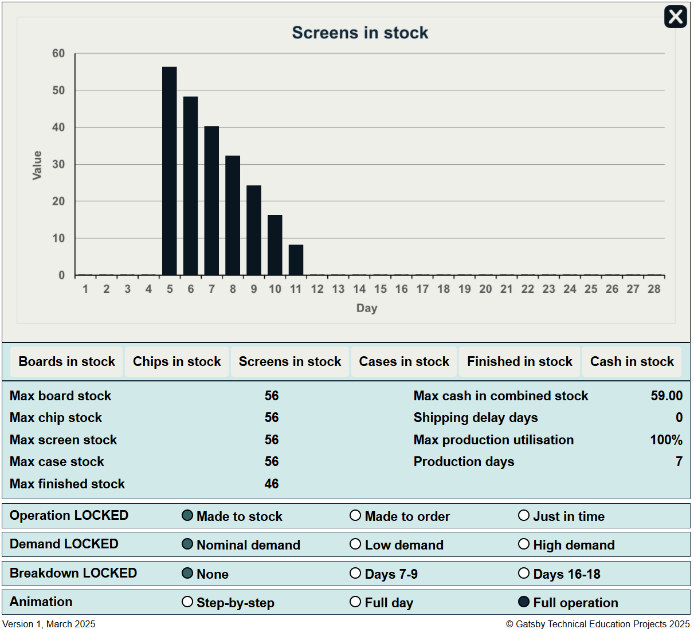 Screens in stock
60
50
40
30
20
10
0
Value
1 2 3 4 5 6 7 8 9 10 11 12 13 14 15 16 17 18 19 20 21 22 23 24 25 26 27 28
Day
Boards in stock Chips in stock Screens in stock Cases in stock Finished in stock Cash in stock
Max board stock 56 Max cash in combined stock 59.00
Max chip stock 56 Shipping delay days 0
Max screen stock 56 Max production utilisation 100%
Max case stock 56 Production days 7
Max finished stock 46
Operation LOCKED Made to stock Made to order Just in time
Demand LOCKED Nominal demand Low demand High demand
Breakdown LOCKED None Days 7-9 Days 16-18
Animation Step-by-step Full day Full operation
Version 1, March 2025 © Gatsby Technical Education Projects 2025